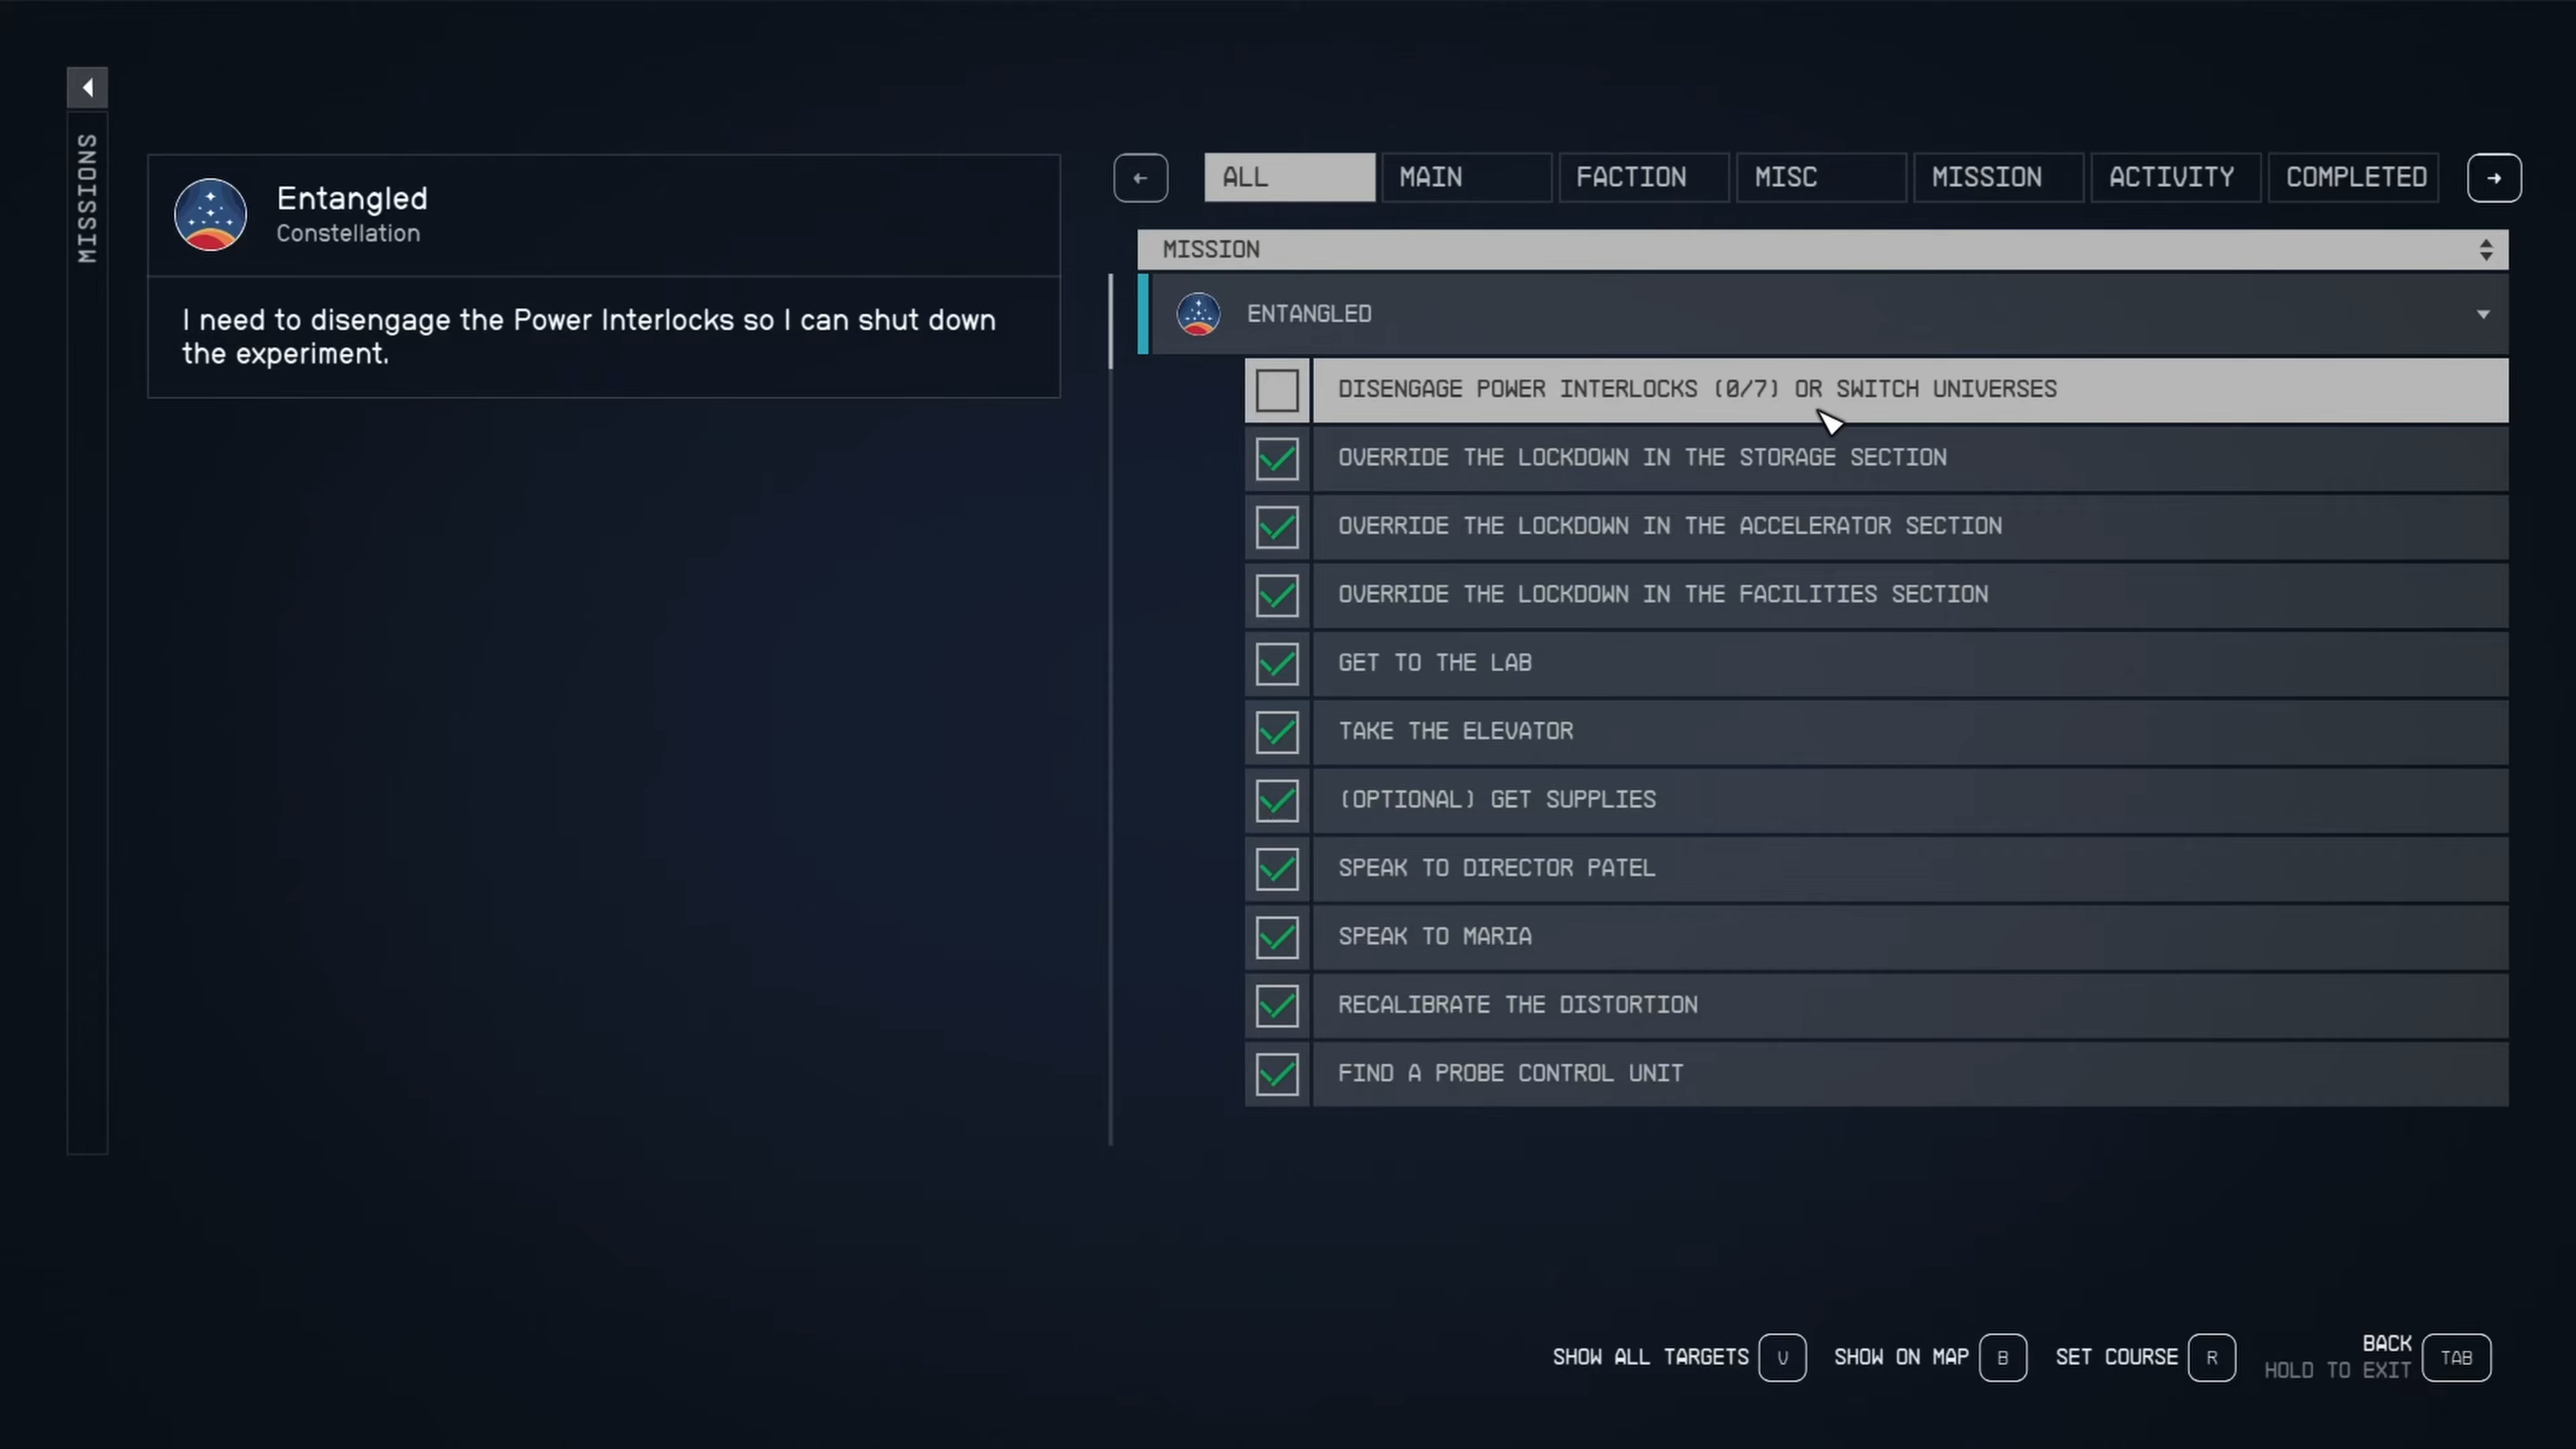 MISSIONS
Entangled
Constellation
I need to disengage the Power Interlocks so I can shut down
the experiment.
ALL
MAIN
FACTION
MISC
MISSION
ACTIVITY
COMPLETED
MISSION
ENTANGLED
DISENGAGE POWER INTERLOCKS (0/7) OR SWITCH UNIVERSES
OVERRIDE THE LOCKDOWN IN THE STORAGE SECTION
OVERRIDE THE LOCKDOWN IN THE ACCELERATOR SECTION
OVERRIDE THE LOCKDOWN IN THE FACILITIES SECTION
GET TO THE LAB
TAKE THE ELEVATOR
(OPTIONAL) GET SUPPLIES
SPEAK TO DIRECTOR PATEL
SPEAK TO MARIA
RECALIBRATE THE DISTORTION
FIND A PROBE CONTROL UNIT
SHOW ALL TARGETS V
SHOW ON MAP B
SET COURSE R
BACK
HOLD TO EXIT
TAB